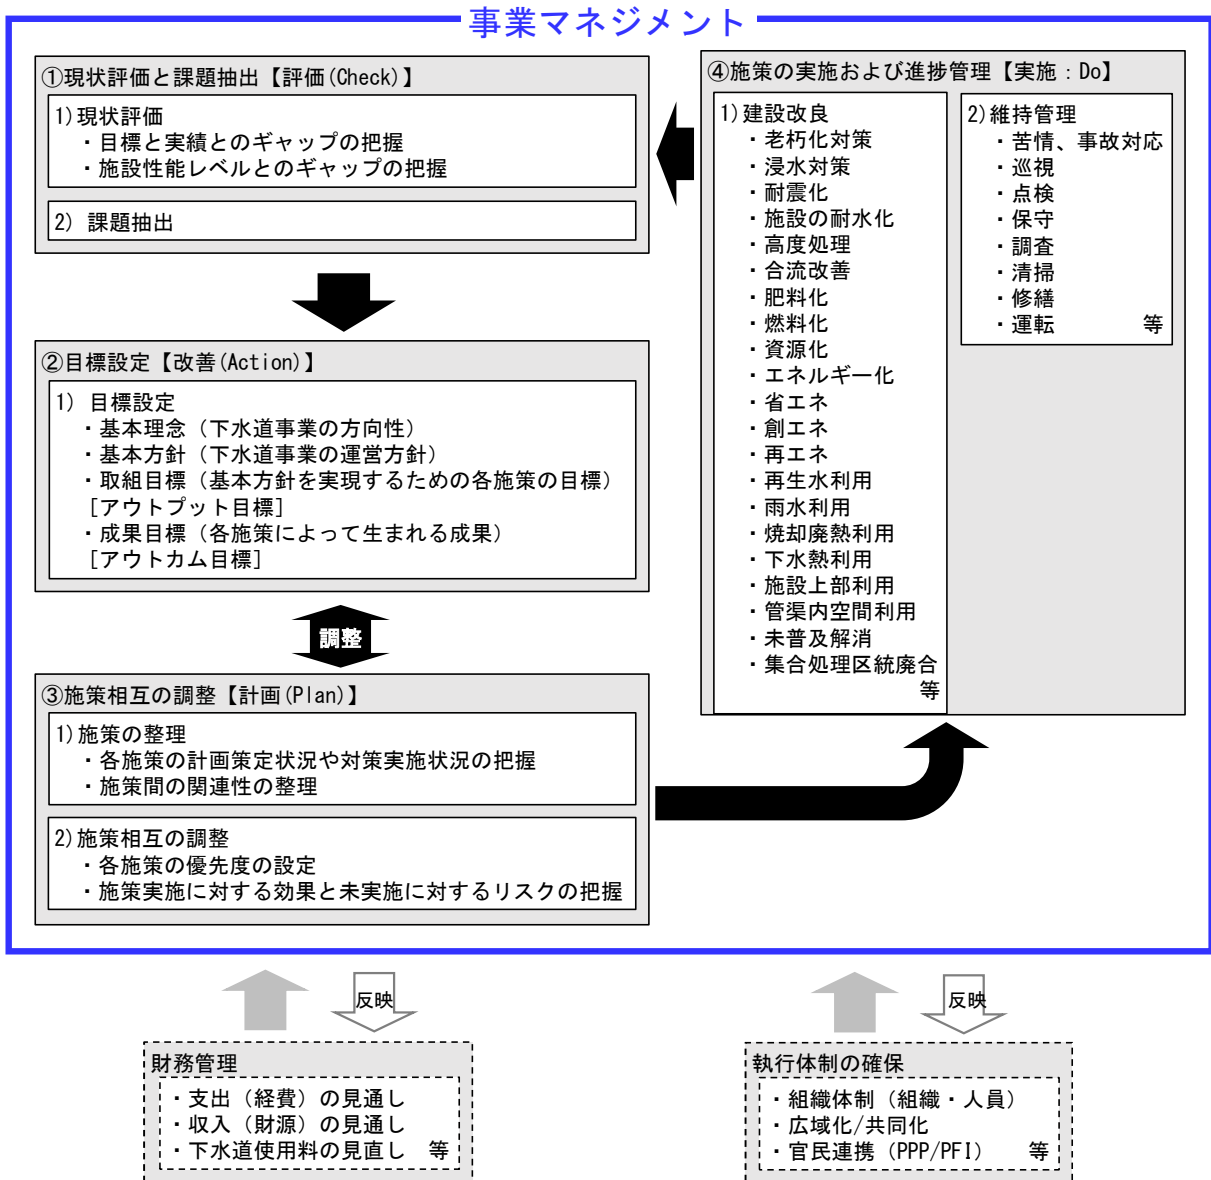 事業マネジメント
①現状評価と課題抽出【評価(Check)】
1)現状評価
・目標と実績とのギャップの把握
・施設性能レベルとのギャップの把握
2) 課題抽出
②目標設定【改善(Action)】
1) 目標設定
・基本理念（下水道事業の方向性）
・基本方針（下水道事業の運営方針）
・取組目標（基本方針を実現するための各施策の目標）
[アウトプット目標]
・成果目標（各施策によって生まれる成果）
[アウトカム目標]
調整
③施策相互の調整【計画(Plan)】
1)施策の整理
・各施策の計画策定状況や対策実施状況の把握
・施策間の関連性の整理
2)施策相互の調整
・各施策の優先度の設定
・施策実施に対する効果と未実施に対するリスクの把握
④施策の実施および進捗管理【実施：Do】
1)建設改良
・老朽化対策
・浸水対策
・耐震化
・施設の耐水化
・高度処理
・合流改善
・肥料化
・燃料化
・資源化
・エネルギー化
・省エネ
・創エネ
・再エネ
・再生水利用
・雨水利用
・焼却廃熱利用
・下水熱利用
・施設上部利用
・管渠内空間利用
・未普及解消
・集合処理区統廃合
等
2)維持管理
・苦情、事故対応
・巡視
・点検
・保守
・調査
・清掃
・修繕
・運転 等
反映
財務管理
・支出（経費）の見通し
・収入（財源）の見通し
・下水道使用料の見直し 等
反映
執行体制の確保
・組織体制（組織・人員）
・広域化/共同化
・官民連携（PPP/PFI） 等